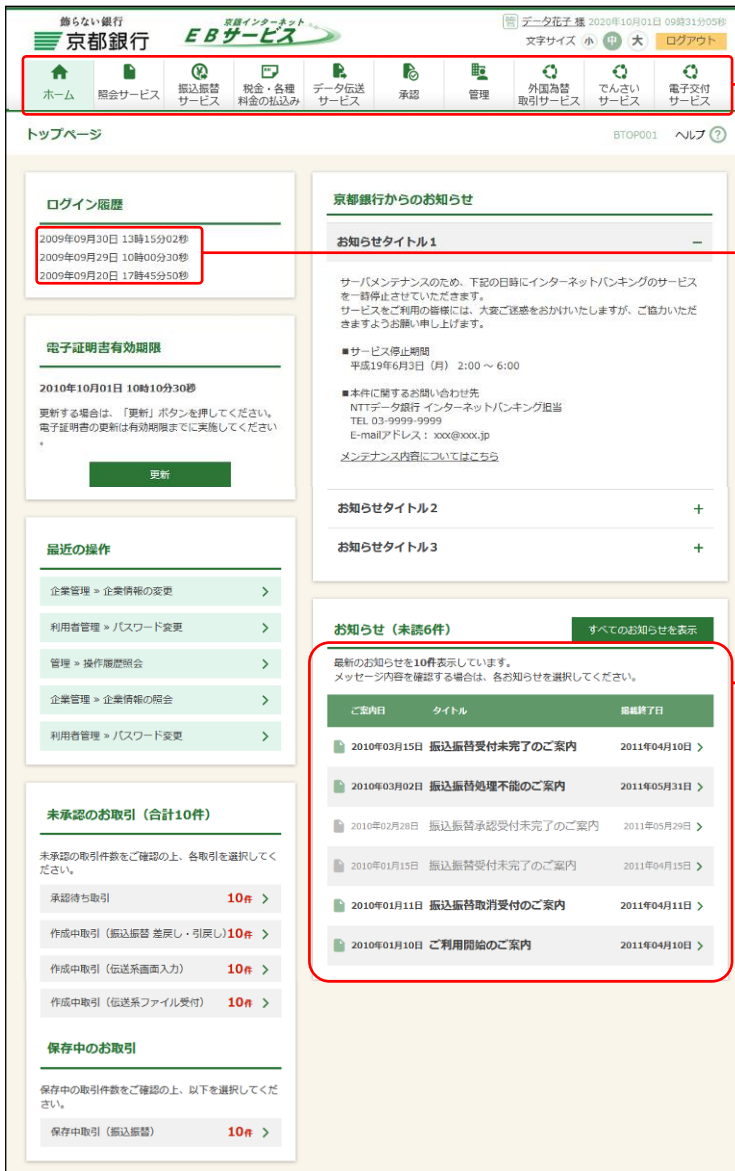 飾らない銀行
京都銀行
京銀インターネット
EBサービス
管 データ花子 様 2020年10月01日 09時31分05秒
文字サイズ 小 中 大 ログアウト
ホーム
照会サービス
振込振替
サービス
税金・各種
料金の払込み
データ伝送
サービス
承認
管理
外国為替
取引サービス
でんさい
サービス
電子交付
サービス
トップページ
BTOP001 ヘルプ ?
ログイン履歴
2009年09月30日 13時15分02秒
2009年09月29日 10時00分30秒
2009年09月20日 17時45分50秒
電子証明書有効期限
2010年10月01日 10時10分30秒
更新する場合は、「更新」ボタンを押してください。
電子証明書の更新は有効期限までに実施してください
。
更新
最近の操作
企業管理 » 企業情報の変更
利用者管理 » パスワード変更
管理 » 操作履歴照会
企業管理 » 企業情報の照会
利用者管理 » パスワード変更
未承認のお取引（合計10件）
未承認の取引件数をご確認の上、各取引を選択してく
ださい。
承認待ち取引 10件
作成中取引（振込振替 差戻し・引戻し）10件
作成中取引（伝送系画面入力） 10件
作成中取引（伝送系ファイル受付） 10件
保存中のお取引
保存中の取引件数をご確認の上、以下を選択してくだ
さい。
保存中取引（振込振替） 10件
京都銀行からのお知らせ
お知らせタイトル1 −
サーバメンテナンスのため、下記の日時にインターネットバンキングのサービス
を一時停止させていただきます。
サービスをご利用の皆様には、大変ご迷惑をおかけいたしますが、ご協力いただ
きますようお願い申し上げます。
■サービス停止期間
平成19年6月3日（月） 2:00 ～ 6:00
■本件に関するお問い合わせ先
NTTデータ銀行 インターネットバンキング担当
TEL 03-9999-9999
E-mailアドレス： xxx@xxx.jp
メンテナンス内容についてはこちら
お知らせタイトル2 +
お知らせタイトル3 +
お知らせ（未読6件） すべてのお知らせを表示
最新のお知らせを10件表示しています。
メッセージ内容を確認する場合は、各お知らせを選択してください。
ご案内日 タイトル 掲載終了日
2010年03月15日 振込振替受付未完了のご案内 2011年04月10日
2010年03月02日 振込振替処理不能のご案内 2011年05月31日
2010年02月28日 振込振替承認受付未完了のご案内 2011年05月29日
2010年01月15日 振込振替受付未完了のご案内 2011年04月15日
2010年01月11日 振込振替取消受付のご案内 2011年04月11日
2010年01月10日 ご利用開始のご案内 2011年04月10日